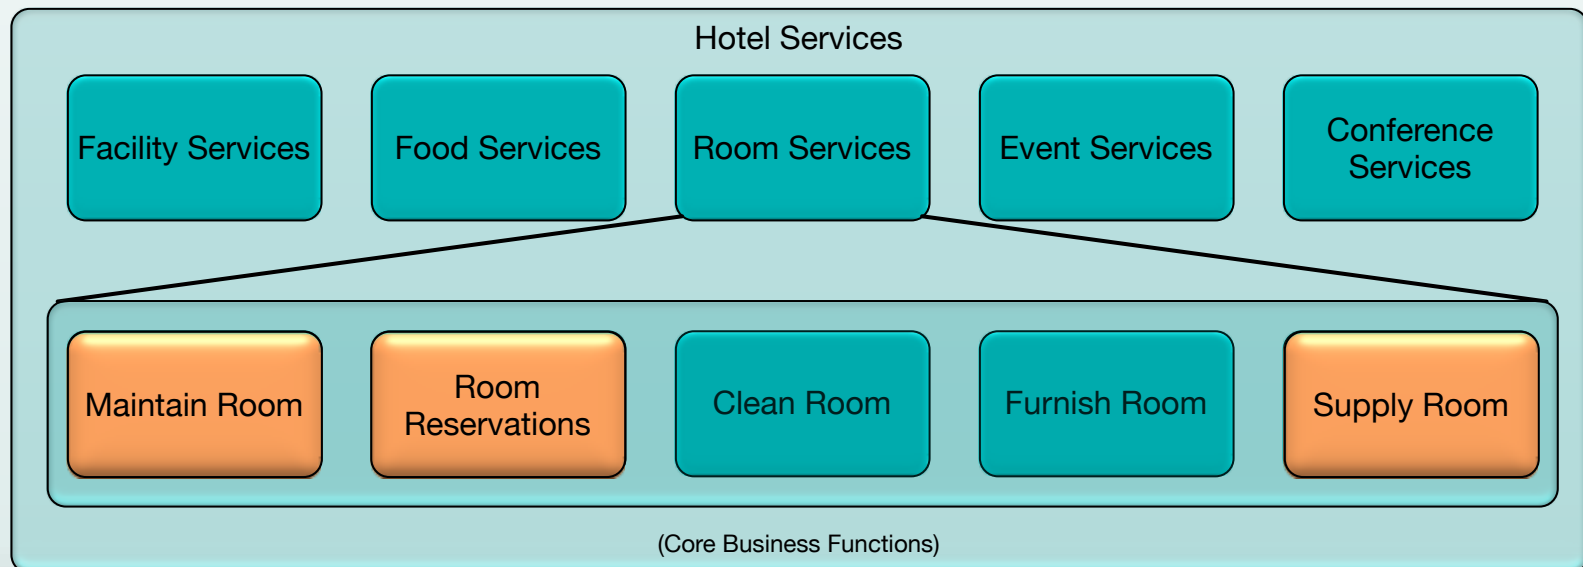 Hotel Services
Facility Services
Food Services
Room Services
Event Services
Conference
Services
Maintain Room
Room
Reservations
Clean Room
Furnish Room
Supply Room
(Core Business Functions)